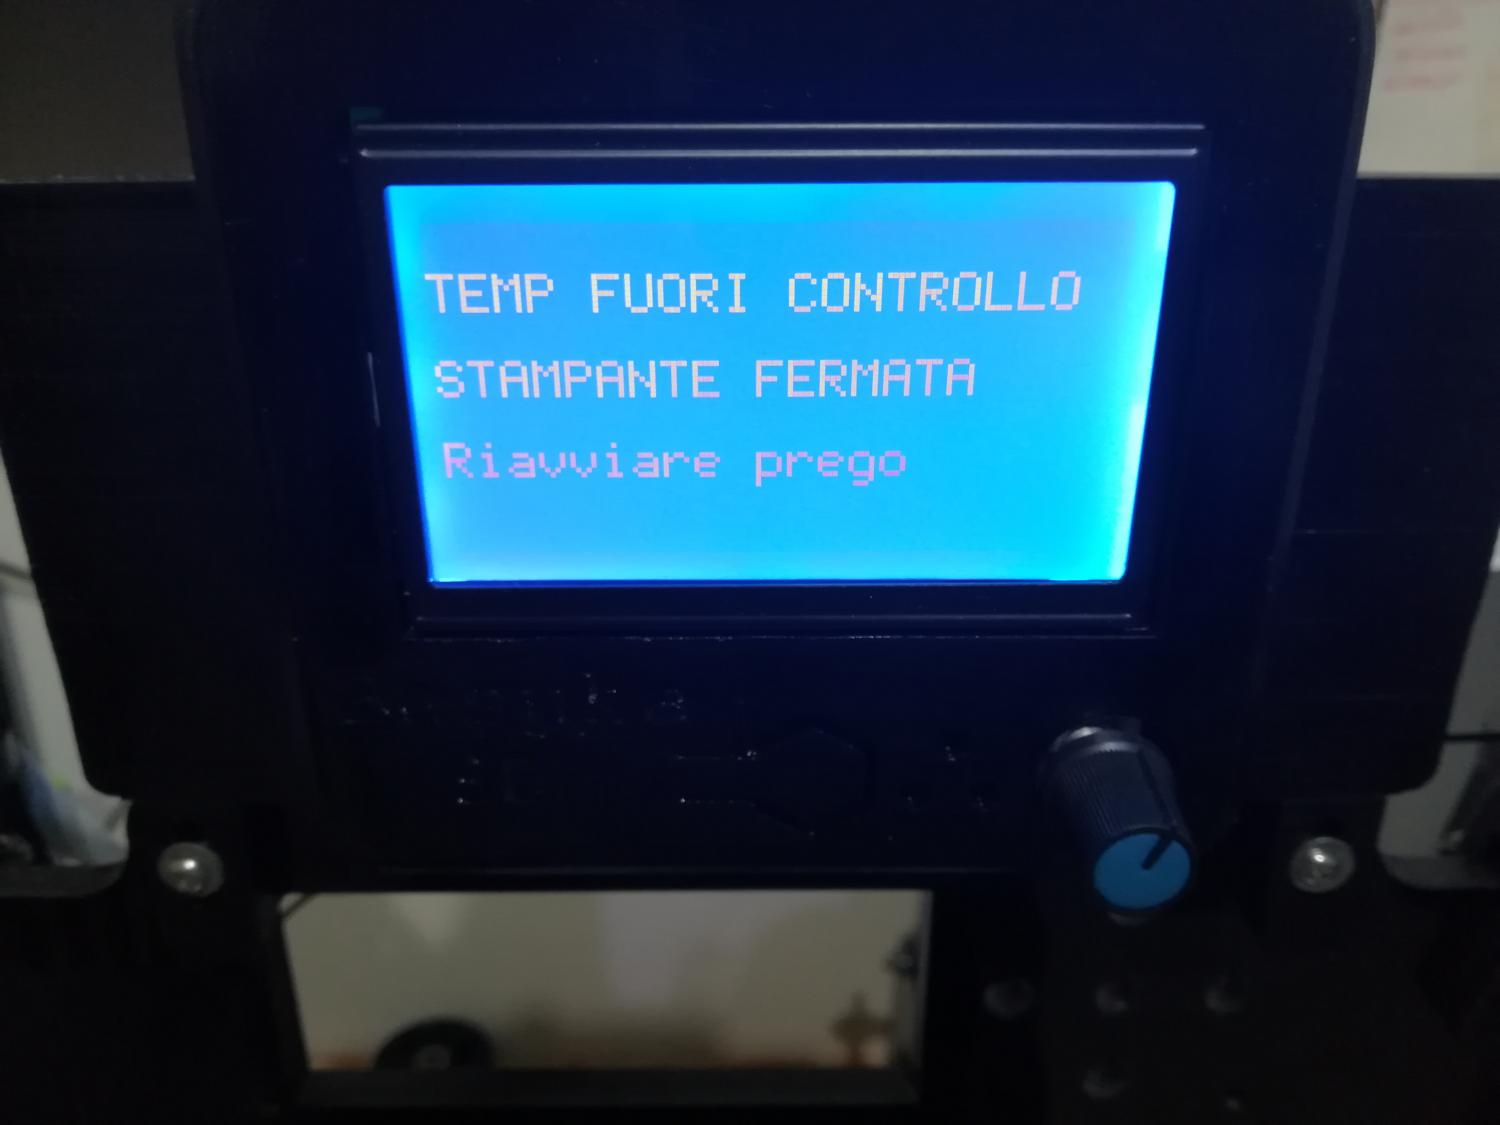 TEMP FUORI CONTROLLO
STAMPANTE FERMATA
Riavviare prego